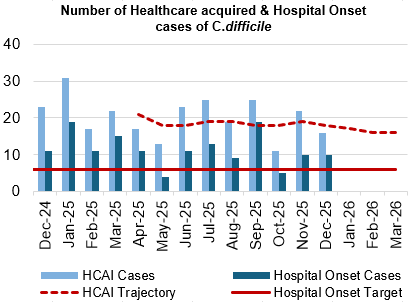 Number of Healthcare acquired & Hospital Onset
cases of C.difficile
40
30
20
10
0
Dec-24
Jan-25
Feb-25
Mar-25
Apr-25
May-25
Jun-25
Jul-25
Aug-25
Sep-25
Oct-25
Nov-25
Dec-25
Jan-26
Feb-26
Mar-26
HCAI Cases
Hospital Onset Cases
HCAI Trajectory
Hospital Onset Target